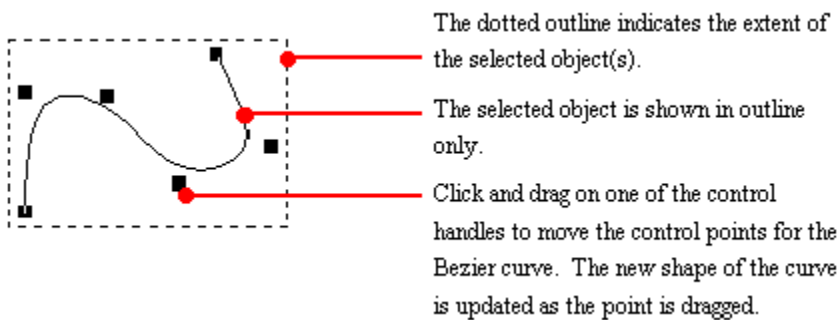 The dotted outline indicates the extent of
the selected object(s).
The selected object is shown in outline
only.
Click and drag on one of the control
handles to move the control points for the
Bezier curve.  The new shape of the curve
is updated as the point is dragged.